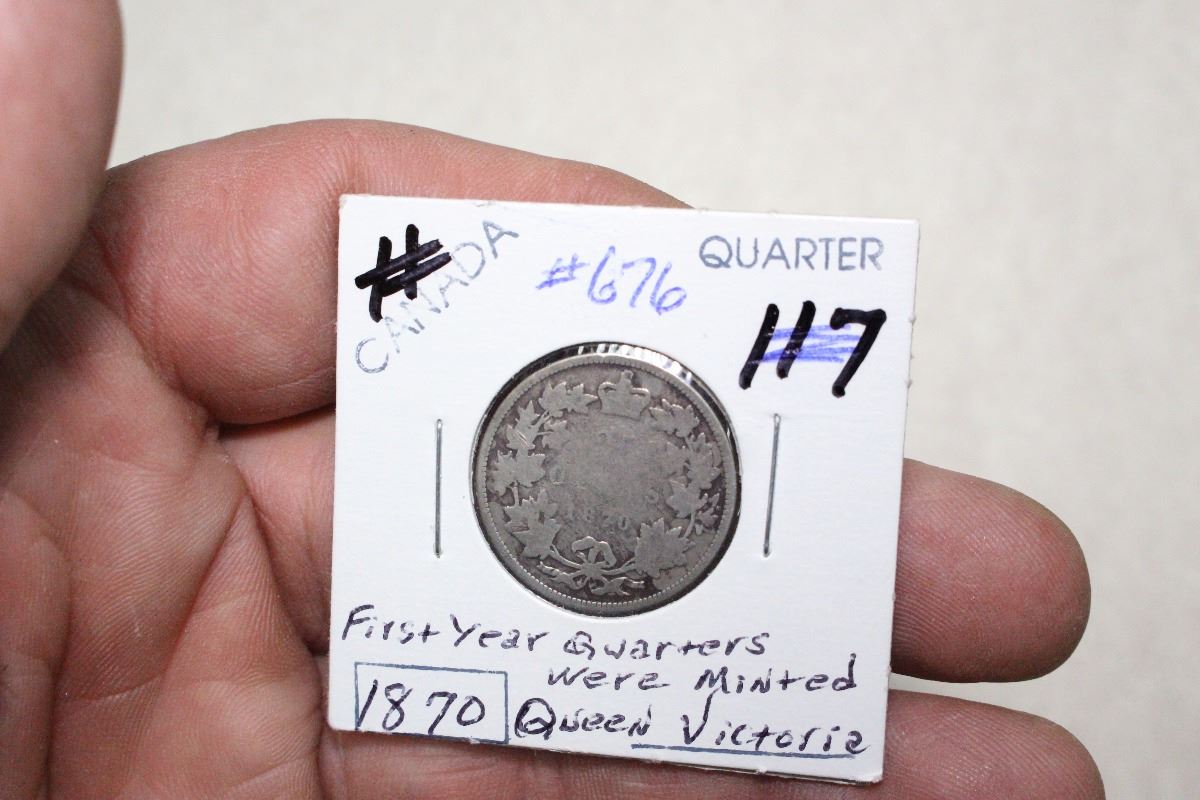 CANADA
#
#676
QUARTER
117
First Year Quarters
Were Minted
1870 Queen Victoria